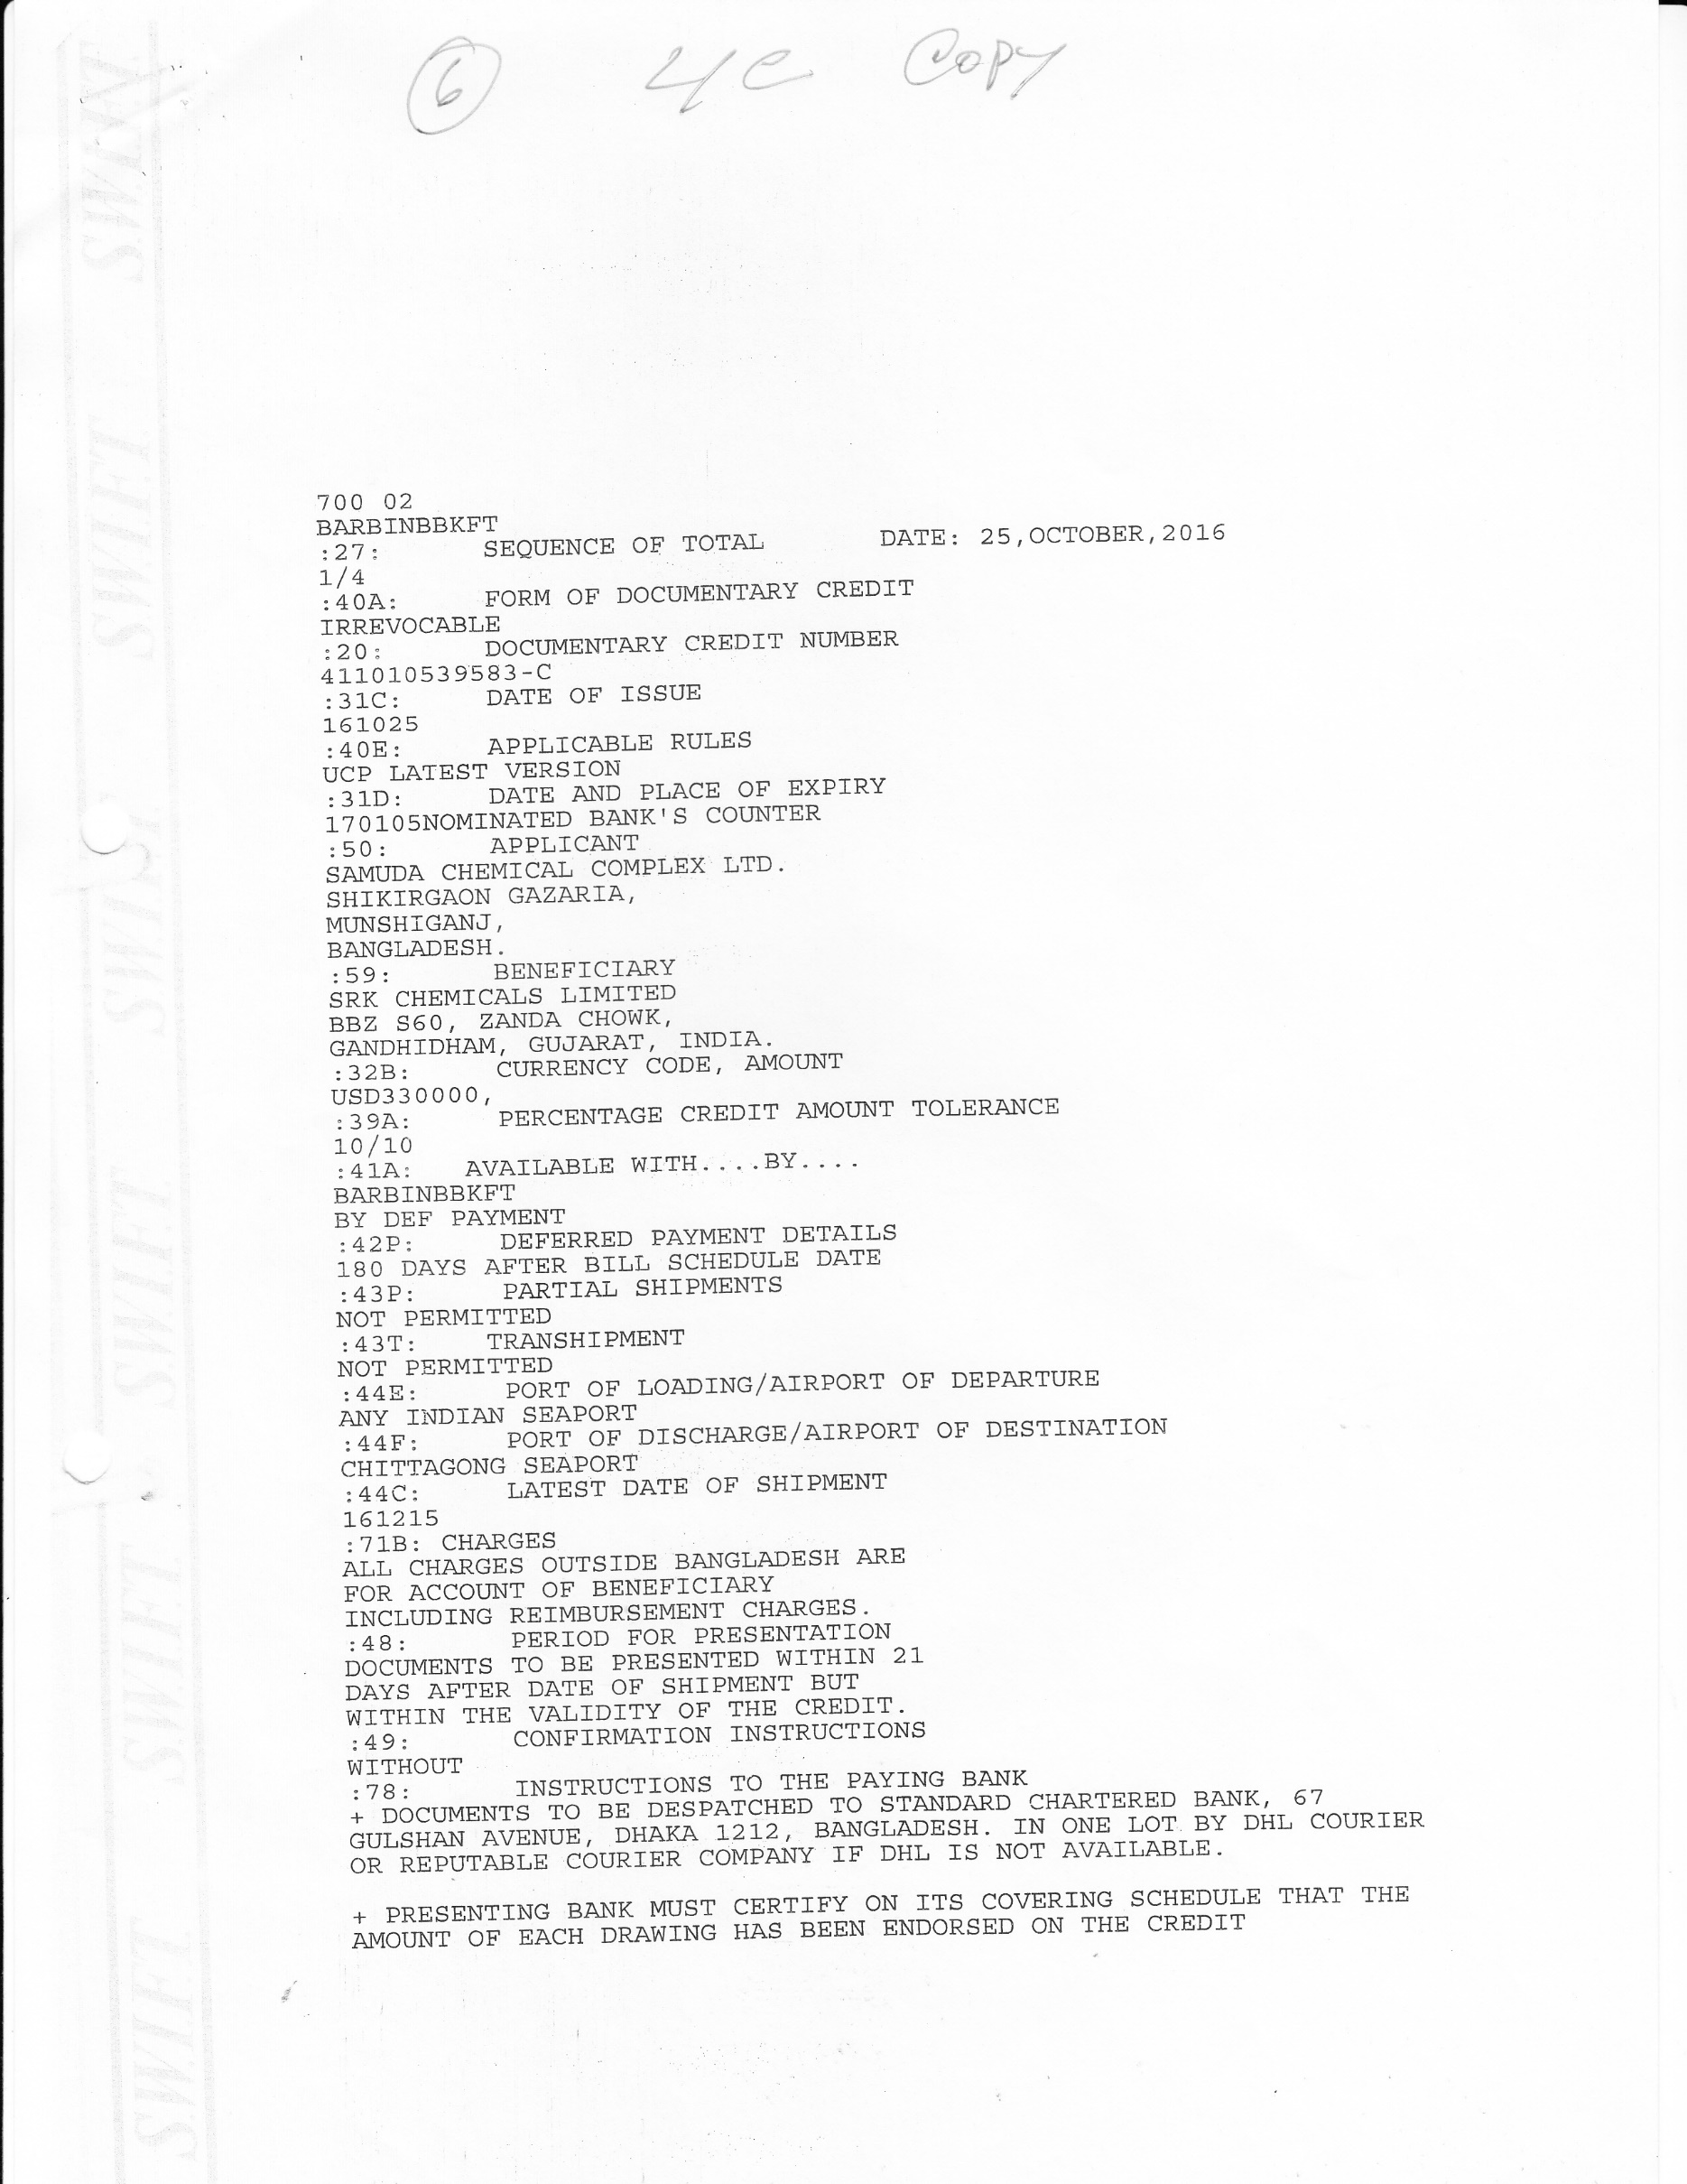 6 L/C COPY
700 02
BARBINBBKFT
:27: SEQUENCE OF TOTAL DATE: 25,OCTOBER,2016
1/4
:40A: FORM OF DOCUMENTARY CREDIT
IRREVOCABLE
:20: DOCUMENTARY CREDIT NUMBER
411010539583-C
:31C: DATE OF ISSUE
161025
:40E: APPLICABLE RULES
UCP LATEST VERSION
:31D: DATE AND PLACE OF EXPIRY
170105NOMINATED BANK'S COUNTER
:50: APPLICANT
SAMUDA CHEMICAL COMPLEX LTD.
SHIKIRGAON GAZARIA,
MUNSHIGANJ,
BANGLADESH.
:59: BENEFICIARY
SRK CHEMICALS LIMITED
BBZ S60, ZANDA CHOWK,
GANDHIDHAM, GUJARAT, INDIA.
:32B: CURRENCY CODE, AMOUNT
USD330000,
:39A: PERCENTAGE CREDIT AMOUNT TOLERANCE
10/10
:41A: AVAILABLE WITH....BY....
BARBINBBKFT
BY DEF PAYMENT
:42P: DEFERRED PAYMENT DETAILS
180 DAYS AFTER BILL SCHEDULE DATE
:43P: PARTIAL SHIPMENTS
NOT PERMITTED
:43T: TRANSHIPMENT
NOT PERMITTED
:44E: PORT OF LOADING/AIRPORT OF DEPARTURE
ANY INDIAN SEAPORT
:44F: PORT OF DISCHARGE/AIRPORT OF DESTINATION
CHITTAGONG SEAPORT
:44C: LATEST DATE OF SHIPMENT
161215
:71B: CHARGES
ALL CHARGES OUTSIDE BANGLADESH ARE
FOR ACCOUNT OF BENEFICIARY
INCLUDING REIMBURSEMENT CHARGES.
:48: PERIOD FOR PRESENTATION
DOCUMENTS TO BE PRESENTED WITHIN 21
DAYS AFTER DATE OF SHIPMENT BUT
WITHIN THE VALIDITY OF THE CREDIT.
:49: CONFIRMATION INSTRUCTIONS
WITHOUT
:78: INSTRUCTIONS TO THE PAYING BANK
+ DOCUMENTS TO BE DESPATCHED TO STANDARD CHARTERED BANK, 67
GULSHAN AVENUE, DHAKA 1212, BANGLADESH. IN ONE LOT BY DHL COURIER
OR REPUTABLE COURIER COMPANY IF DHL IS NOT AVAILABLE.
+ PRESENTING BANK MUST CERTIFY ON ITS COVERING SCHEDULE THAT THE
AMOUNT OF EACH DRAWING HAS BEEN ENDORSED ON THE CREDIT
SWIFT
SWIFT
SWIFT
SWIFT
SWIFT
SWIFT